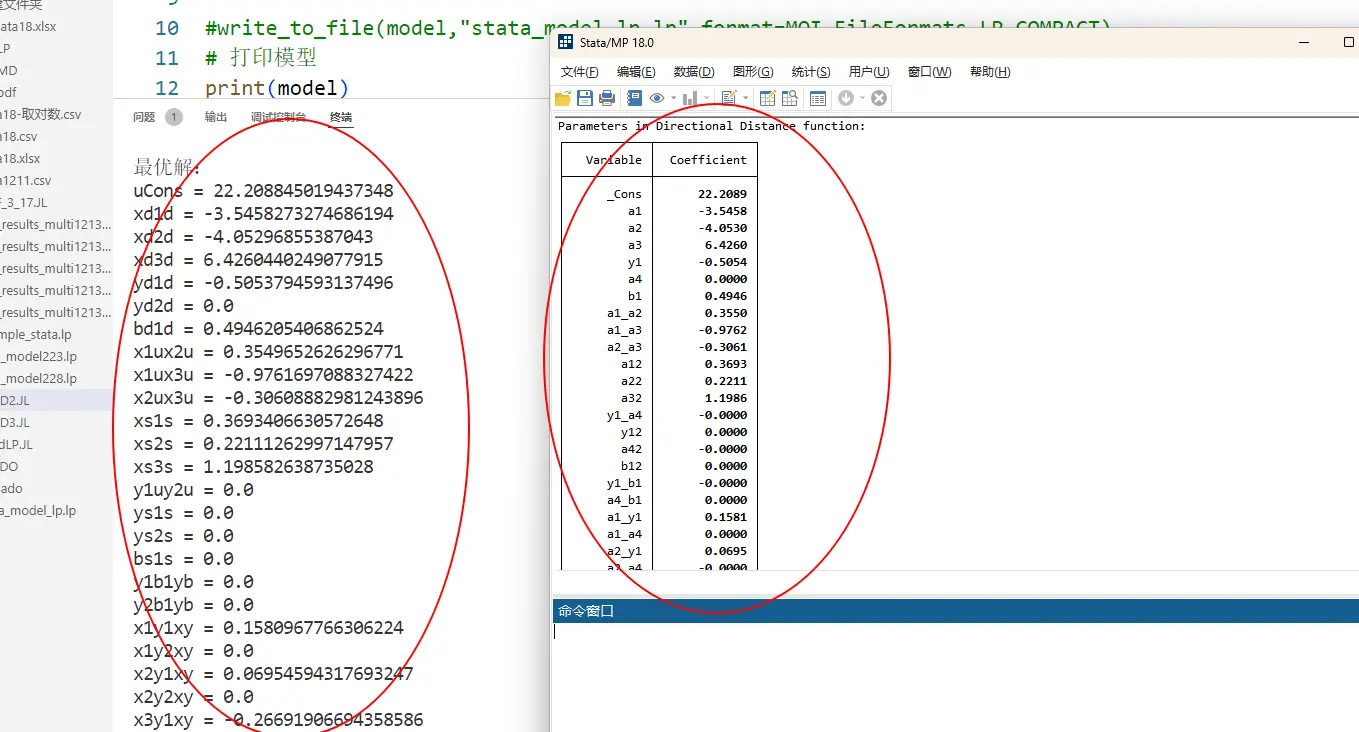 文件夹
ata18.xlsx
LP
MD
pdf
a18-取对数.csv
a18.csv
a18.xlsx
a1211.csv
F_3_17.JL
_results_multi1213...
_results_multi1213...
_results_multi1213...
_results_multi1213...
_results_multi1213...
mple_stata.lp
_model223.lp
_model228.lp
D2.JL
D3.JL
dLP.JL
DO
ado
a_model_lp.lp
10 #write_to_file(model,"stata_model_lp.lp",format=MOI.FileFormats.LP.COMPACT)
11 # 打印模型
12 print(model)
问题 1 输出 调试控制台 终端
最优解:
uCons = 22.208845019437348
xd1d = -3.5458273274686194
xd2d = -4.05296855387043
xd3d = 6.4260440249077915
yd1d = -0.5053794593137496
yd2d = 0.0
bd1d = 0.4946205406862524
x1ux2u = 0.3549652626296771
x1ux3u = -0.9761697088327422
x2ux3u = -0.30608882981243896
xs1s = 0.3693406630572648
xs2s = 0.22111262997147957
xs3s = 1.198582638735028
y1uy2u = 0.0
ys1s = 0.0
ys2s = 0.0
bs1s = 0.0
y1b1yb = 0.0
y2b1yb = 0.0
x1y1xy = 0.1580967766306224
x1y2xy = 0.0
x2y1xy = 0.06954594317693247
x2y2xy = 0.0
x3y1xy = -0.26691906694358586
Stata/MP 18.0
文件(F) 编辑(E) 数据(D) 图形(G) 统计(S) 用户(U) 窗口(W) 帮助(H)
Parameters in Directional Distance function:
Variable Coefficient
_Cons 22.2089
a1 -3.5458
a2 -4.0530
a3 6.4260
y1 -0.5054
a4 0.0000
b1 0.4946
a1_a2 0.3550
a1_a3 -0.9762
a2_a3 -0.3061
a12 0.3693
a22 0.2211
a32 1.1986
y1_a4 -0.0000
y12 0.0000
a42 -0.0000
b12 0.0000
y1_b1 -0.0000
a4_b1 0.0000
a1_y1 0.1581
a1_a4 0.0000
a2_y1 0.0695
a2_a4 -0.0000
命令窗口